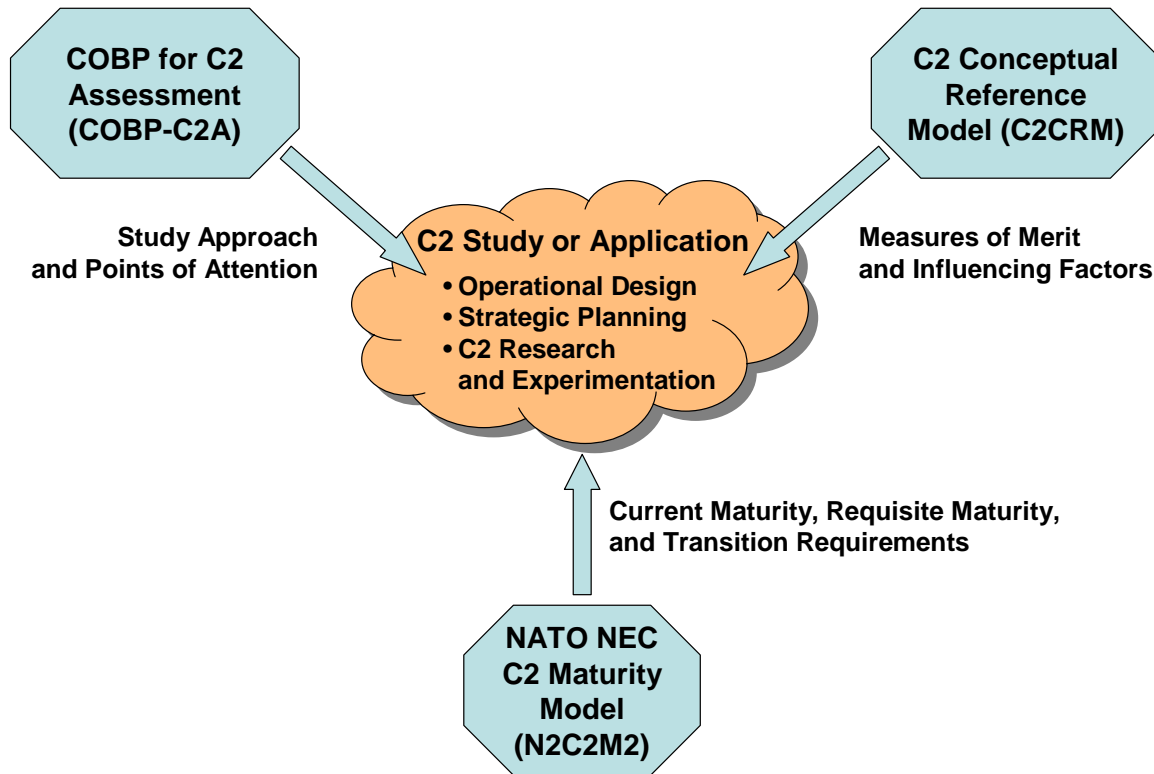 COBP for C2
Assessment
(COBP-C2A)
C2 Conceptual
Reference
Model (C2CRM)
Study Approach
and Points of Attention
Measures of Merit
and Influencing Factors
C2 Study or Application
• Operational Design
• Strategic Planning
• C2 Research
and Experimentation
Current Maturity, Requisite Maturity,
and Transition Requirements
NATO NEC
C2 Maturity
Model
(N2C2M2)